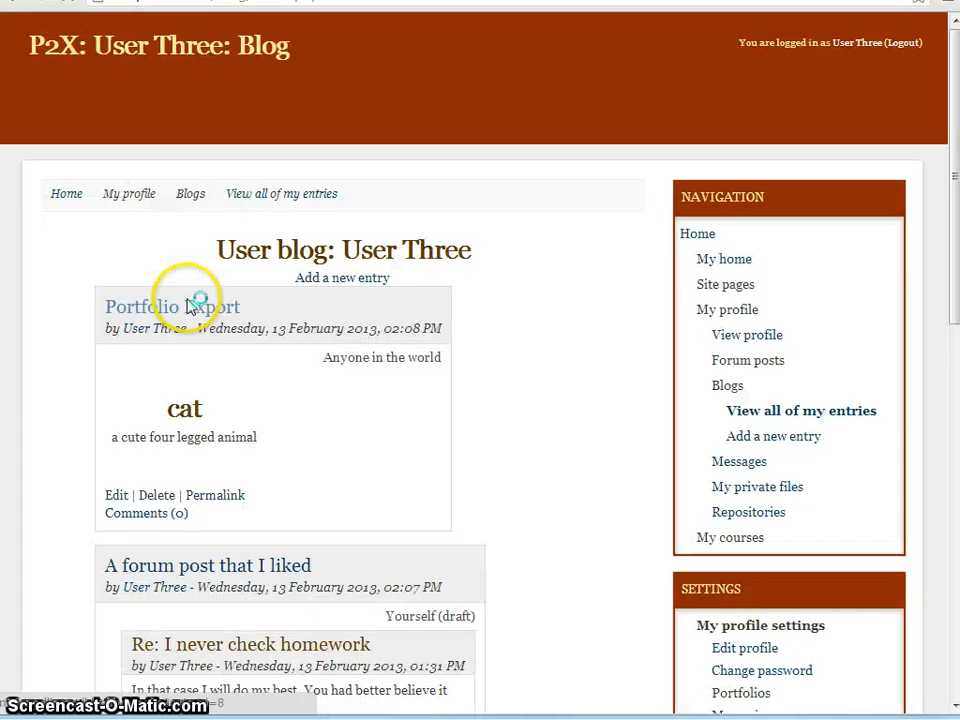 P2X: User Three: Blog
You are logged in as User Three (Logout)
Home My profile Blogs View all of my entries
User blog: User Three
Add a new entry
Portfolio export
by User Three - Wednesday, 13 February 2013, 02:08 PM
Anyone in the world
cat
a cute four legged animal
Edit | Delete | Permalink
Comments (0)
A forum post that I liked
by User Three - Wednesday, 13 February 2013, 02:07 PM
Yourself (draft)
Re: I never check homework
by User Three - Wednesday, 13 February 2013, 01:31 PM
In that case I will do my best. You had better believe it
NAVIGATION
Home
My home
Site pages
My profile
View profile
Forum posts
Blogs
View all of my entries
Add a new entry
Messages
My private files
Repositories
My courses
SETTINGS
My profile settings
Edit profile
Change password
Portfolios
Screencast-O-Matic.com